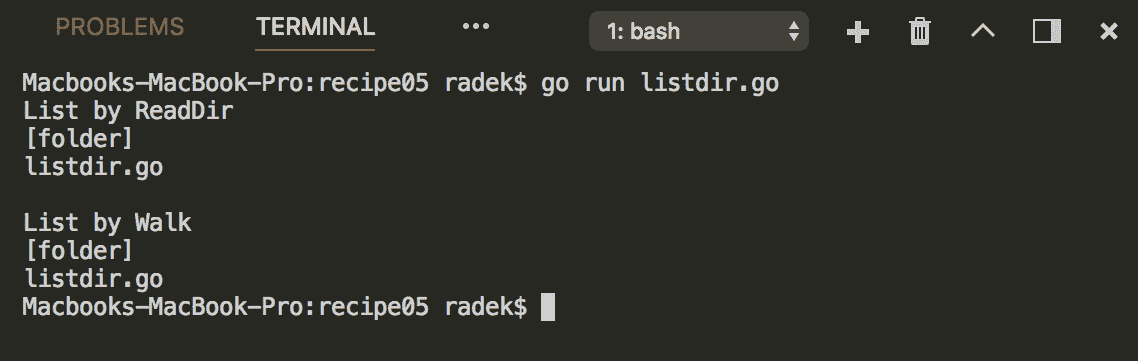 PROBLEMS TERMINAL ••• 1: bash
Macbooks-MacBook-Pro:recipe05 radek$ go run listdir.go
List by ReadDir
[folder]
listdir.go
List by Walk
[folder]
listdir.go
Macbooks-MacBook-Pro:recipe05 radek$